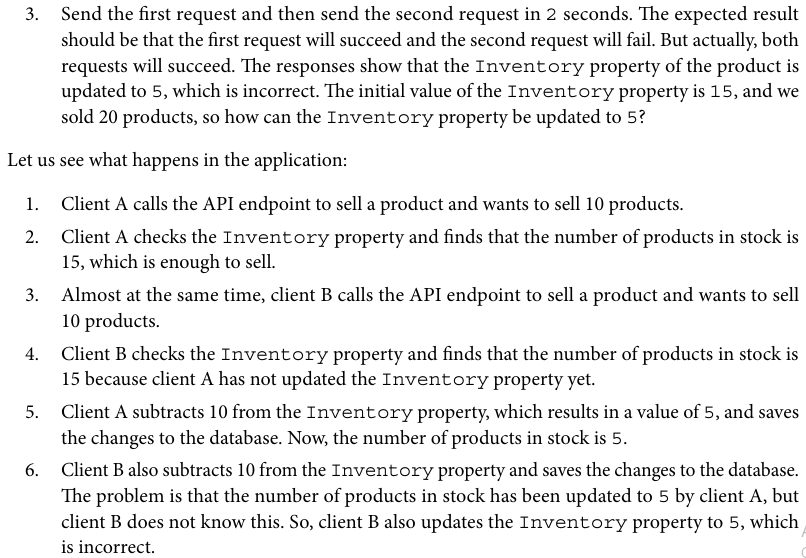 3. Send the first request and then send the second request in 2 seconds. The expected result
should be that the first request will succeed and the second request will fail. But actually, both
requests will succeed. The responses show that the Inventory property of the product is
updated to 5, which is incorrect. The initial value of the Inventory property is 15, and we
sold 20 products, so how can the Inventory property be updated to 5?
Let us see what happens in the application:
1. Client A calls the API endpoint to sell a product and wants to sell 10 products.
2. Client A checks the Inventory property and finds that the number of products in stock is
15, which is enough to sell.
3. Almost at the same time, client B calls the API endpoint to sell a product and wants to sell
10 products.
4. Client B checks the Inventory property and finds that the number of products in stock is
15 because client A has not updated the Inventory property yet.
5. Client A subtracts 10 from the Inventory property, which results in a value of 5, and saves
the changes to the database. Now, the number of products in stock is 5.
6. Client B also subtracts 10 from the Inventory property and saves the changes to the database.
The problem is that the number of products in stock has been updated to 5 by client A, but
client B does not know this. So, client B also updates the Inventory property to 5, which
is incorrect.